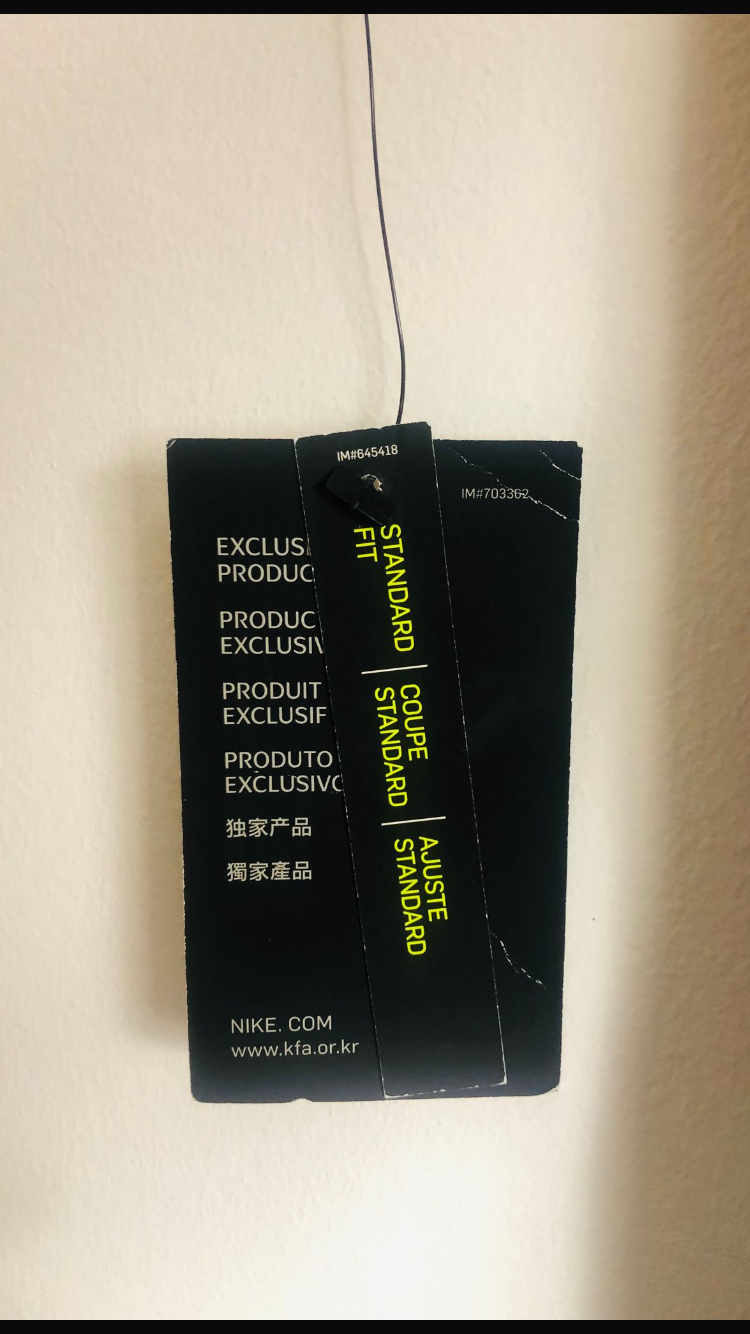 IM#645418
IM#703362
STANDARD
FIT
COUPE
STANDARD
AJUSTE
STANDARD
EXCLUSI
PRODUC
PRODUC
EXCLUSIV
PRODUIT
EXCLUSIF
PRODUTO
EXCLUSIVO
独家产品
獨家產品
NIKE. COM
www.kfa.or.kr